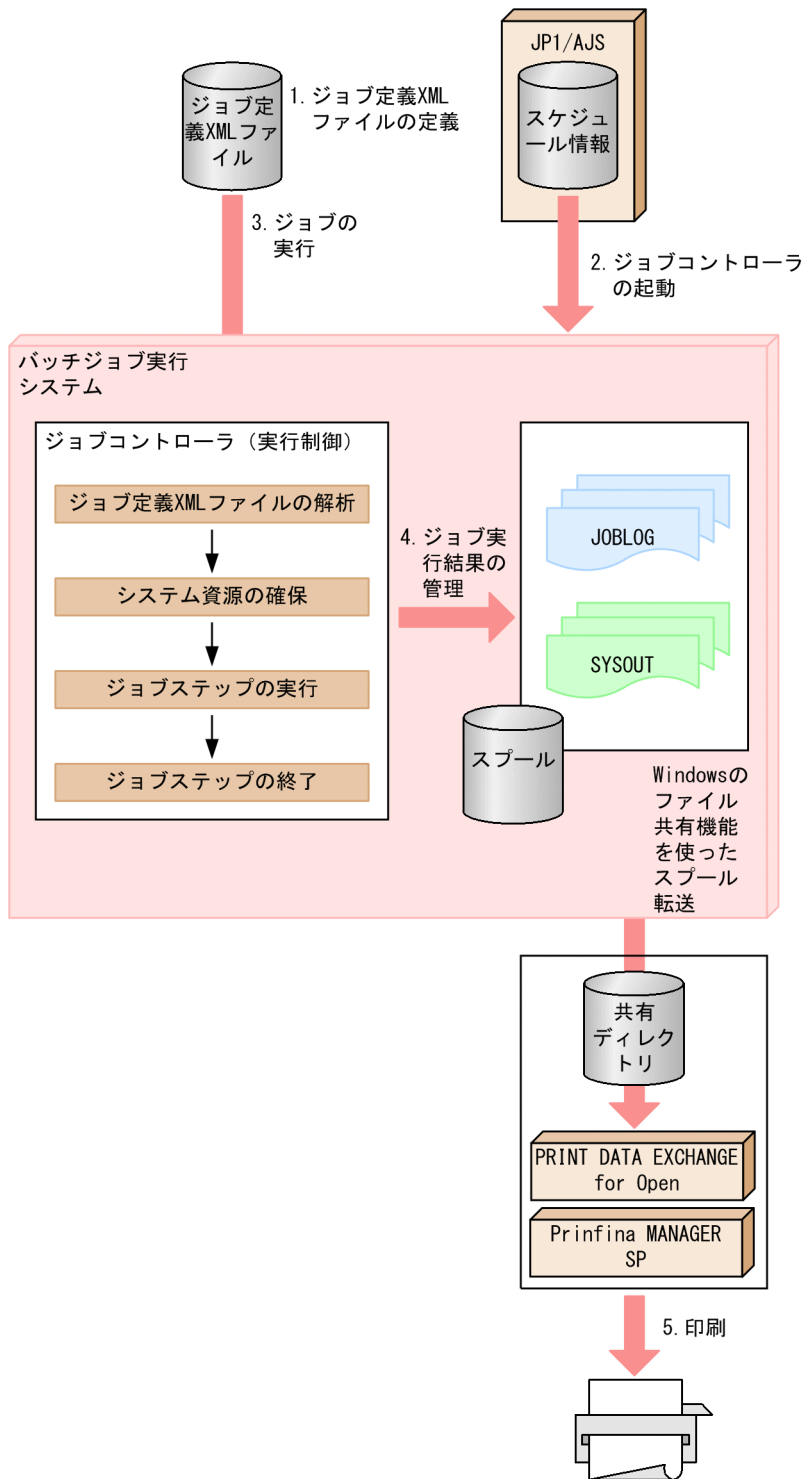 JP1/AJS
スケジュ
ール情報
ジョブ定
義XMLファ
イル
1. ジョブ定義XML
ファイルの定義
3. ジョブの
実行
2. ジョブコントローラ
の起動
バッチジョブ実行
システム
ジョブコントローラ（実行制御）
ジョブ定義XMLファイルの解析
システム資源の確保
ジョブステップの実行
ジョブステップの終了
4. ジョブ実
行結果の
管理
JOBLOG
SYSOUT
スプール
Windowsの
ファイル
共有機能
を使った
スプール
転送
共有
ディレク
トリ
PRINT DATA EXCHANGE
for Open
Prinfina MANAGER
SP
5. 印刷